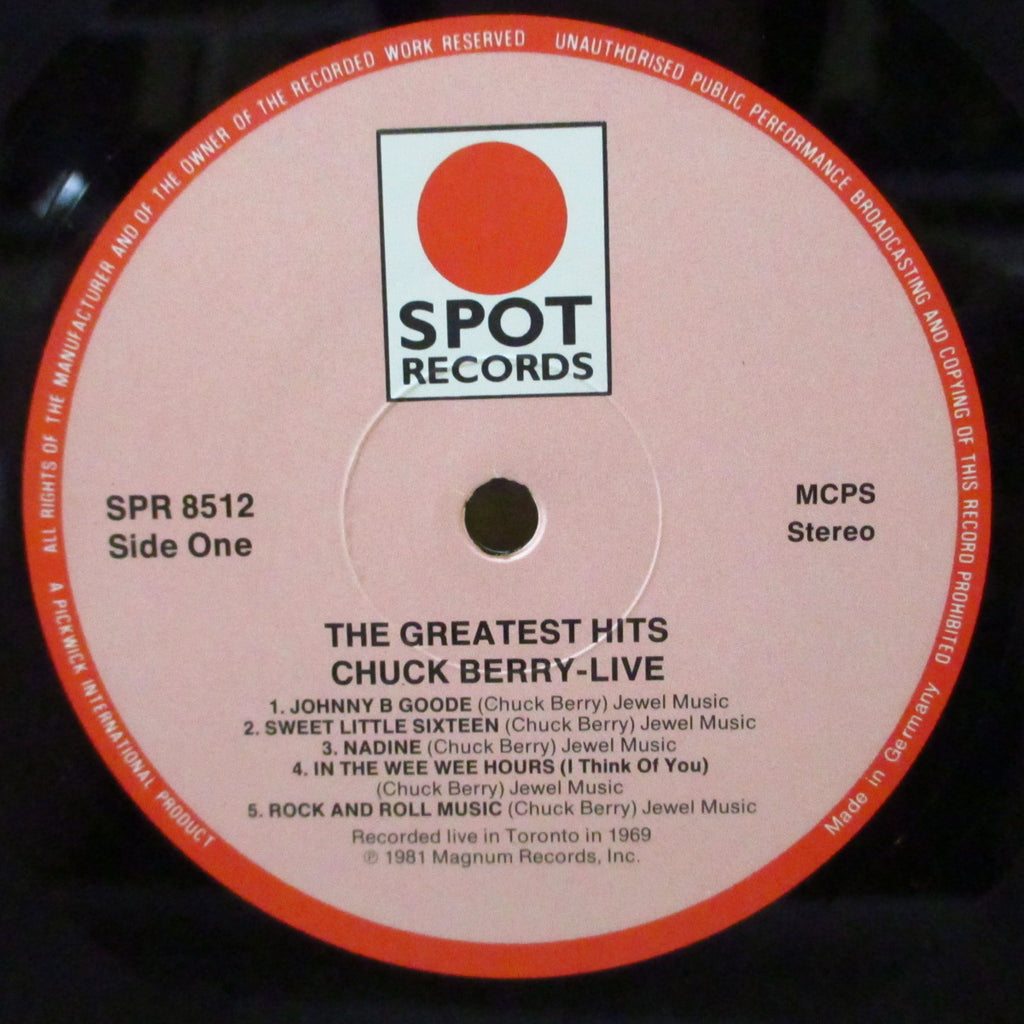 ALL RIGHTS OF THE MANUFACTURER AND OF THE OWNER OF THE RECORDED WORK RESERVED
UNAUTHORISED PUBLIC PERFORMANCE BROADCASTING AND COPYING OF THIS RECORD PROHIBITED
SPOT
RECORDS
SPR 8512
Side One
MCPS
Stereo
THE GREATEST HITS
CHUCK BERRY-LIVE
1. JOHNNY B GOODE (Chuck Berry) Jewel Music
2. SWEET LITTLE SIXTEEN (Chuck Berry) Jewel Music
3. NADINE (Chuck Berry) Jewel Music
4. IN THE WEE WEE HOURS (I Think Of You)
(Chuck Berry) Jewel Music
5. ROCK AND ROLL MUSIC (Chuck Berry) Jewel Music
Recorded live in Toronto in 1969
℗ 1981 Magnum Records, Inc.
A PICKWICK INTERNATIONAL PRODUCT
Made in Germany